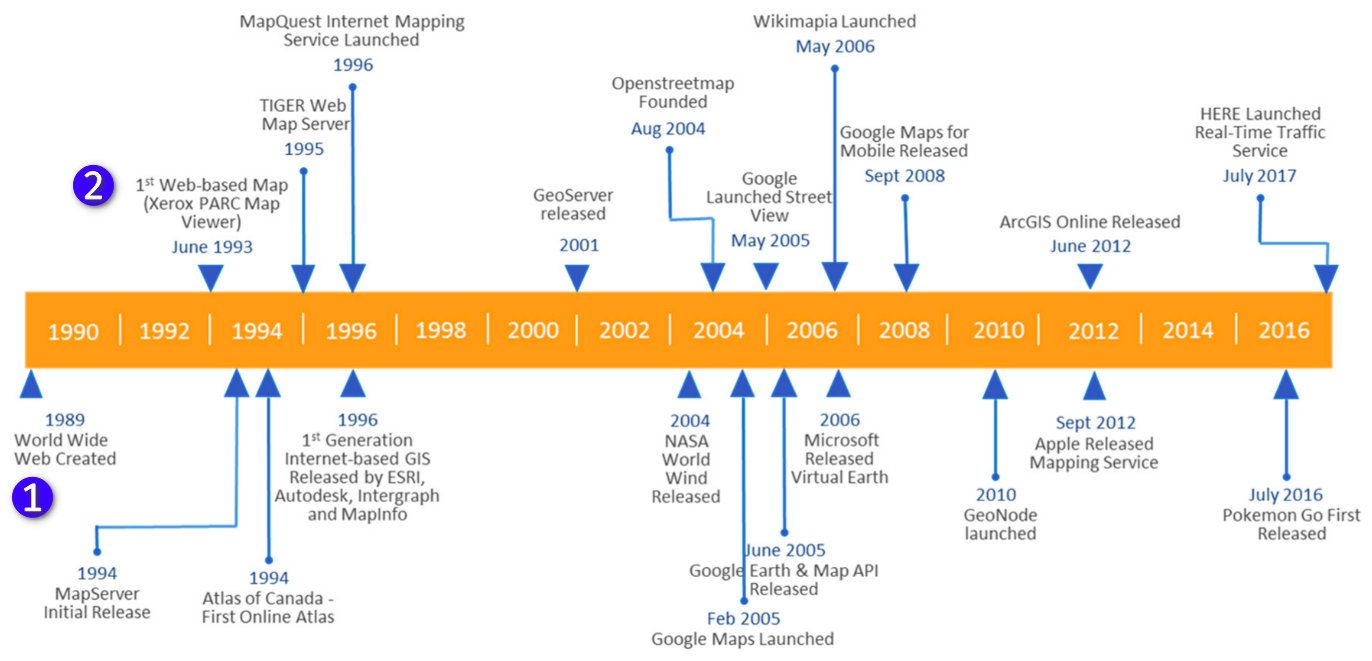 MapQuest Internet Mapping
Service Launched
1996
TIGER Web
Map Server
1995
2
1st Web-based Map
(Xerox PARC Map
Viewer)
June 1993
GeoServer
released
2001
Openstreetmap
Founded
Aug 2004
Google
Launched Street
View
May 2005
Wikimapia Launched
May 2006
Google Maps for
Mobile Released
Sept 2008
ArcGIS Online Released
June 2012
HERE Launched
Real-Time Traffic
Service
July 2017
1990 | 1992 | 1994 | 1996 | 1998 | 2000 | 2002 | 2004 | 2006 | 2008 | 2010 | 2012 | 2014 | 2016
1989
World Wide
Web Created
1
1994
MapServer
Initial Release
1994
Atlas of Canada -
First Online Atlas
1996
1st Generation
Internet-based GIS
Released by ESRI,
Autodesk, Intergraph
and MapInfo
2004
NASA
World
Wind
Released
Feb 2005
Google Maps Launched
June 2005
Google Earth & Map API
Released
2006
Microsoft
Released
Virtual Earth
2010
GeoNode
launched
Sept 2012
Apple Released
Mapping Service
July 2016
Pokemon Go First
Released